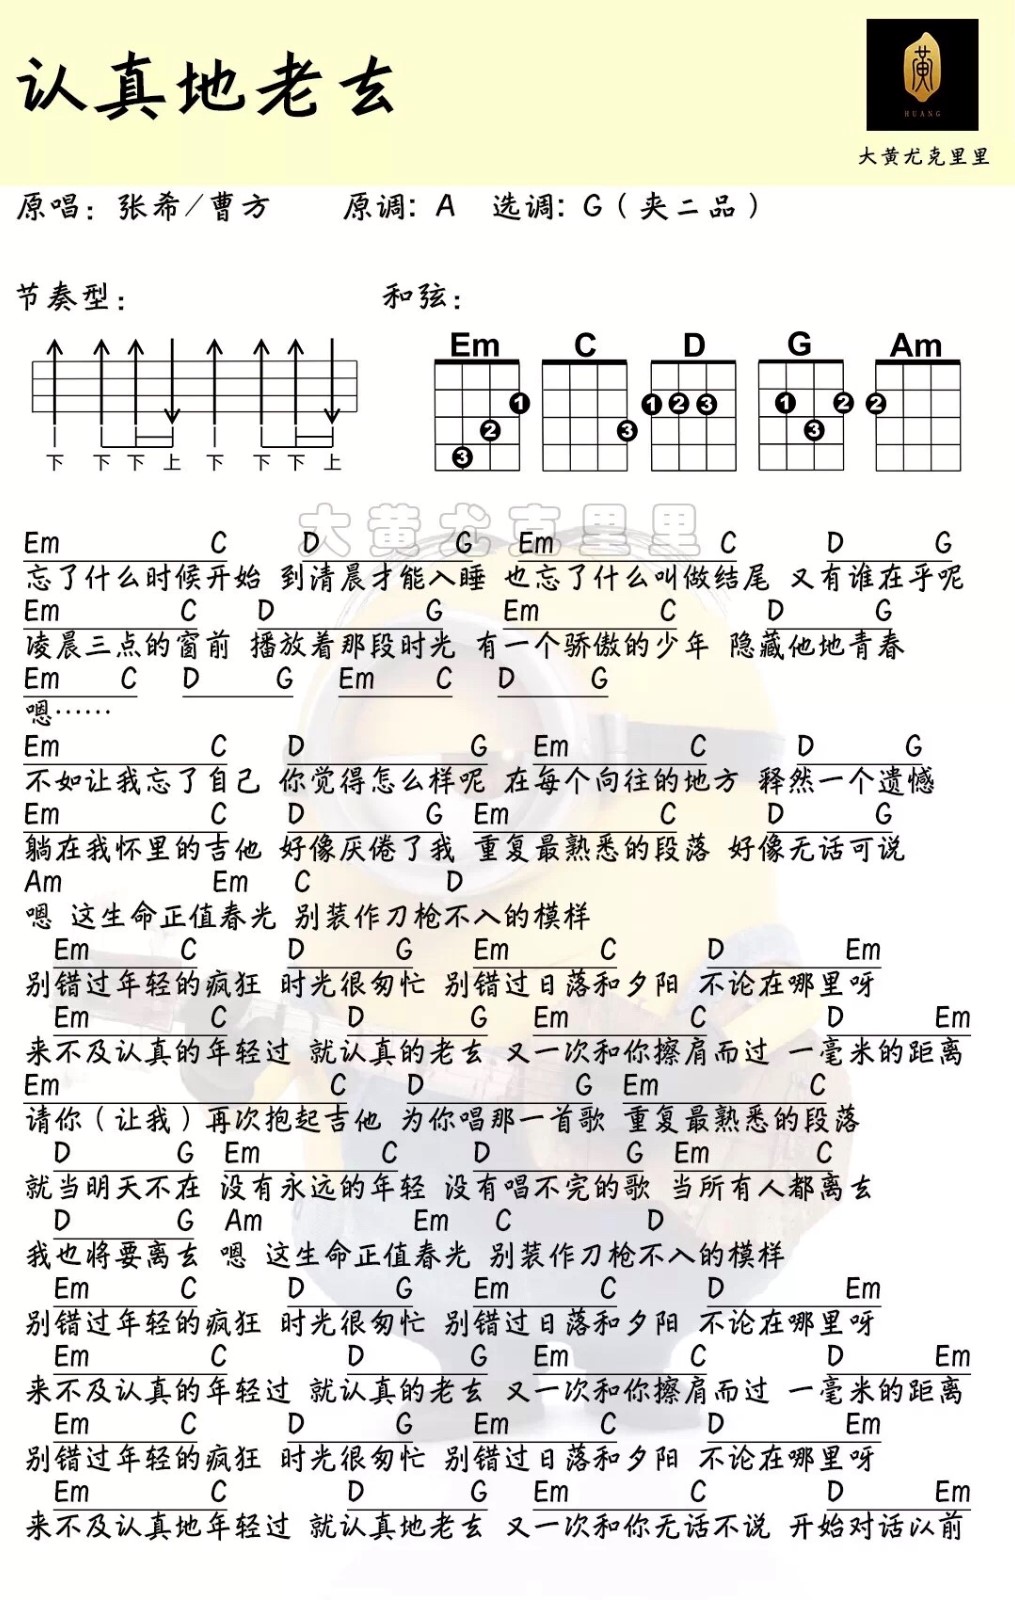 认真地老去
黄
HUANG
大黄尤克里里
原唱：张希/曹方 原调: A 选调: G（夹二品）
节奏型： 和弦：
Em C D G Am
1 2 3 3 1 2 3 1 2 3 2
下 下 下 上 下 下 下 上
大黄尤克里里
Em C D G Em C D G
忘了什么时候开始 到清晨才能入睡 也忘了什么叫做结尾 又有谁在乎呢
Em C D G Em C D G
凌晨三点的窗前 播放着那段时光 有一个骄傲的少年 隐藏他地青春
Em C D G Em C D G
嗯……
Em C D G Em C D G
不如让我忘了自己 你觉得怎么样呢 在每个向往的地方 释然一个遗憾
Em C D G Em C D G
躺在我怀里的吉他 好像厌倦了我 重复最熟悉的段落 好像无话可说
Am Em C D
嗯 这生命正值春光 别装作刀枪不入的模样
Em C D G Em C D Em
别错过年轻的疯狂 时光很匆忙 别错过日落和夕阳 不论在哪里呀
Em C D G Em C D Em
来不及认真的年轻过 就认真的老去 又一次和你擦肩而过 一毫米的距离
Em C D G Em C
请你（让我）再次抱起吉他 为你唱那一首歌 重复最熟悉的段落
D G Em C D G Em C
就当明天不在 没有永远的年轻 没有唱不完的歌 当所有人都离去
D G Am Em C D
我也将要离去 嗯 这生命正值春光 别装作刀枪不入的模样
Em C D G Em C D Em
别错过年轻的疯狂 时光很匆忙 别错过日落和夕阳 不论在哪里呀
Em C D G Em C D Em
来不及认真的年轻过 就认真的老去 又一次和你擦肩而过 一毫米的距离
Em C D G Em C D Em
别错过年轻的疯狂 时光很匆忙 别错过日落和夕阳 不论在哪里呀
Em C D G Em C D Em
来不及认真地年轻过 就认真地老去 又一次和你无话不说 开始对话以前